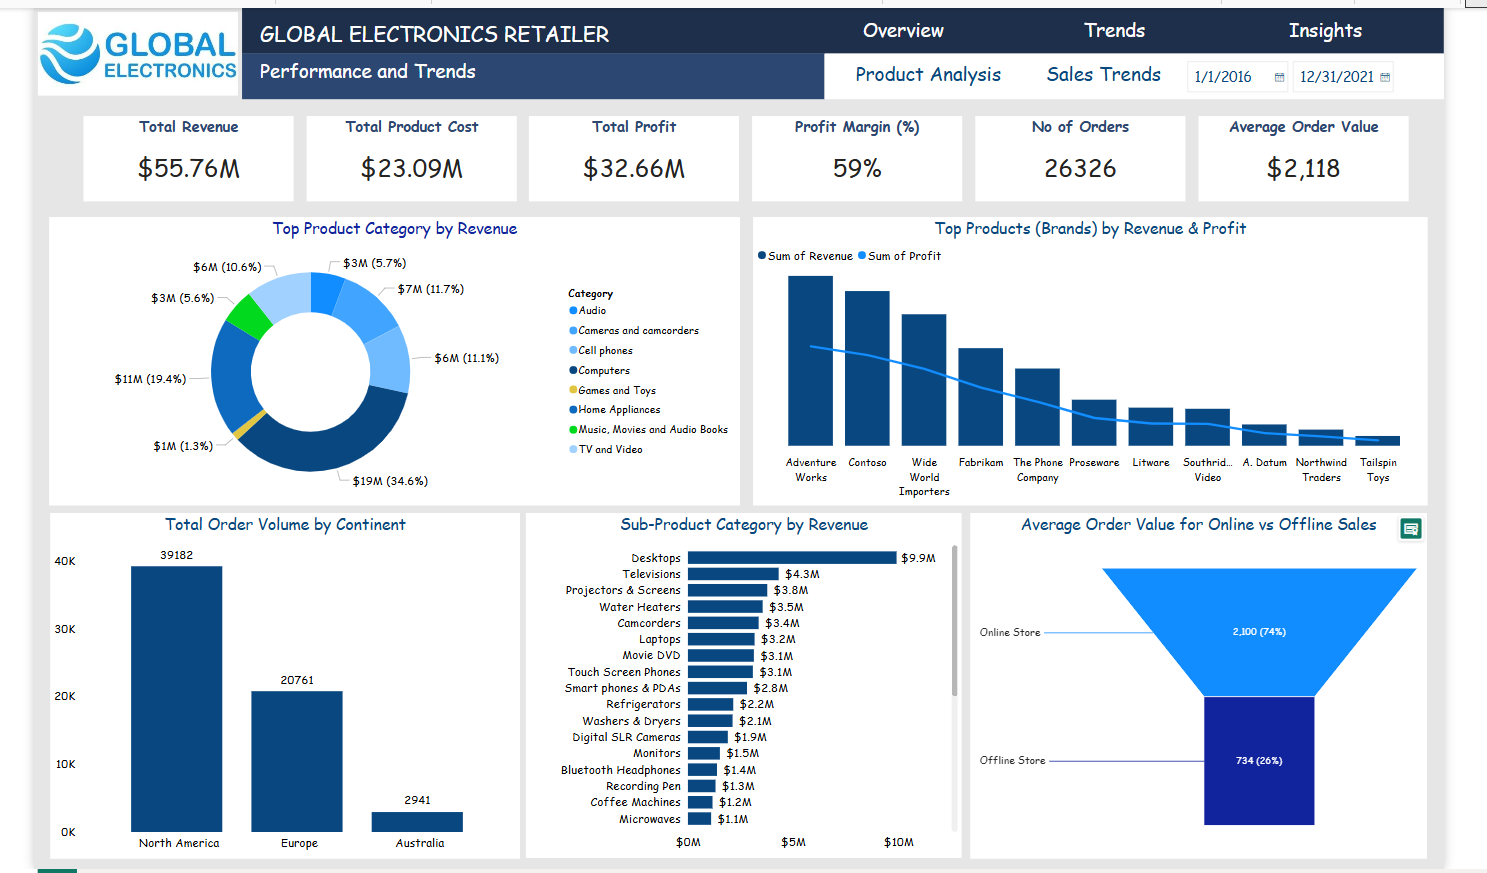 GLOBAL
ELECTRONICS
GLOBAL ELECTRONICS RETAILER
Performance and Trends
Overview
Trends
Insights
Product Analysis
Sales Trends
1/1/2016
12/31/2021
Total Revenue
$55.76M
Total Product Cost
$23.09M
Total Profit
$32.66M
Profit Margin (%)
59%
No of Orders
26326
Average Order Value
$2,118
Top Product Category by Revenue
$3M (5.7%)
$7M (11.7%)
$6M (11.1%)
$19M (34.6%)
$1M (1.3%)
$11M (19.4%)
$3M (5.6%)
$6M (10.6%)
Category
Audio
Cameras and camcorders
Cell phones
Computers
Games and Toys
Home Appliances
Music, Movies and Audio Books
TV and Video
Top Products (Brands) by Revenue & Profit
Sum of Revenue
Sum of Profit
Adventure
Works
Contoso
Wide
World
Importers
Fabrikam
The Phone
Company
Proseware
Litware
Southrid...
Video
A. Datum
Northwind
Traders
Tailspin
Toys
Total Order Volume by Continent
40K
30K
20K
10K
0K
39182
20761
2941
North America
Europe
Australia
Sub-Product Category by Revenue
Desktops $9.9M
Televisions $4.3M
Projectors & Screens $3.8M
Water Heaters $3.5M
Camcorders $3.4M
Laptops $3.2M
Movie DVD $3.1M
Touch Screen Phones $3.1M
Smart phones & PDAs $2.8M
Refrigerators $2.2M
Washers & Dryers $2.1M
Digital SLR Cameras $1.9M
Monitors $1.5M
Bluetooth Headphones $1.4M
Recording Pen $1.3M
Coffee Machines $1.2M
Microwaves $1.1M
$0M
$5M
$10M
Average Order Value for Online vs Offline Sales
Online Store
2,100 (74%)
Offline Store
734 (26%)